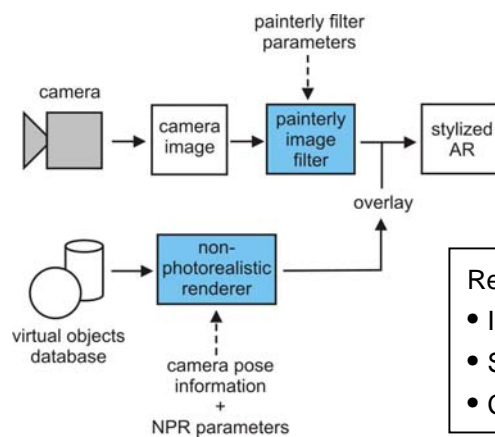 painterly filter
parameters
camera
camera
image
painterly
image
filter
stylized
AR
overlay
non-
photorealistic
renderer
virtual objects
database
camera pose
information
+
NPR parameters